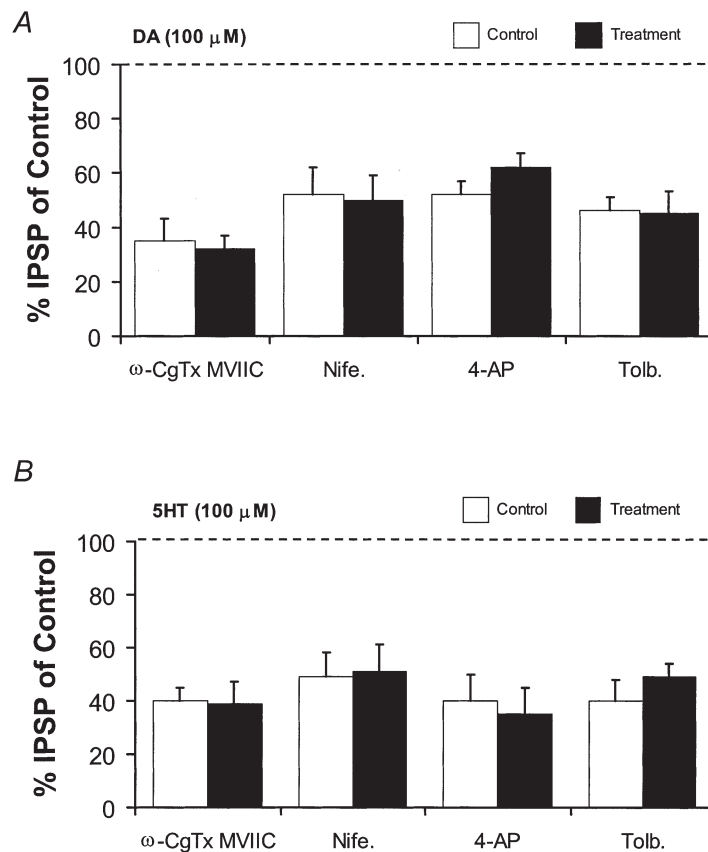 A
DA (100 μM)
Control
Treatment
% IPSP of Control
100
80
60
40
20
0
ω-CgTx MVIIC
Nife.
4-AP
Tolb.
B
5HT (100 μM)
Control
Treatment
% IPSP of Control
100
80
60
40
20
0
ω-CgTx MVIIC
Nife.
4-AP
Tolb.